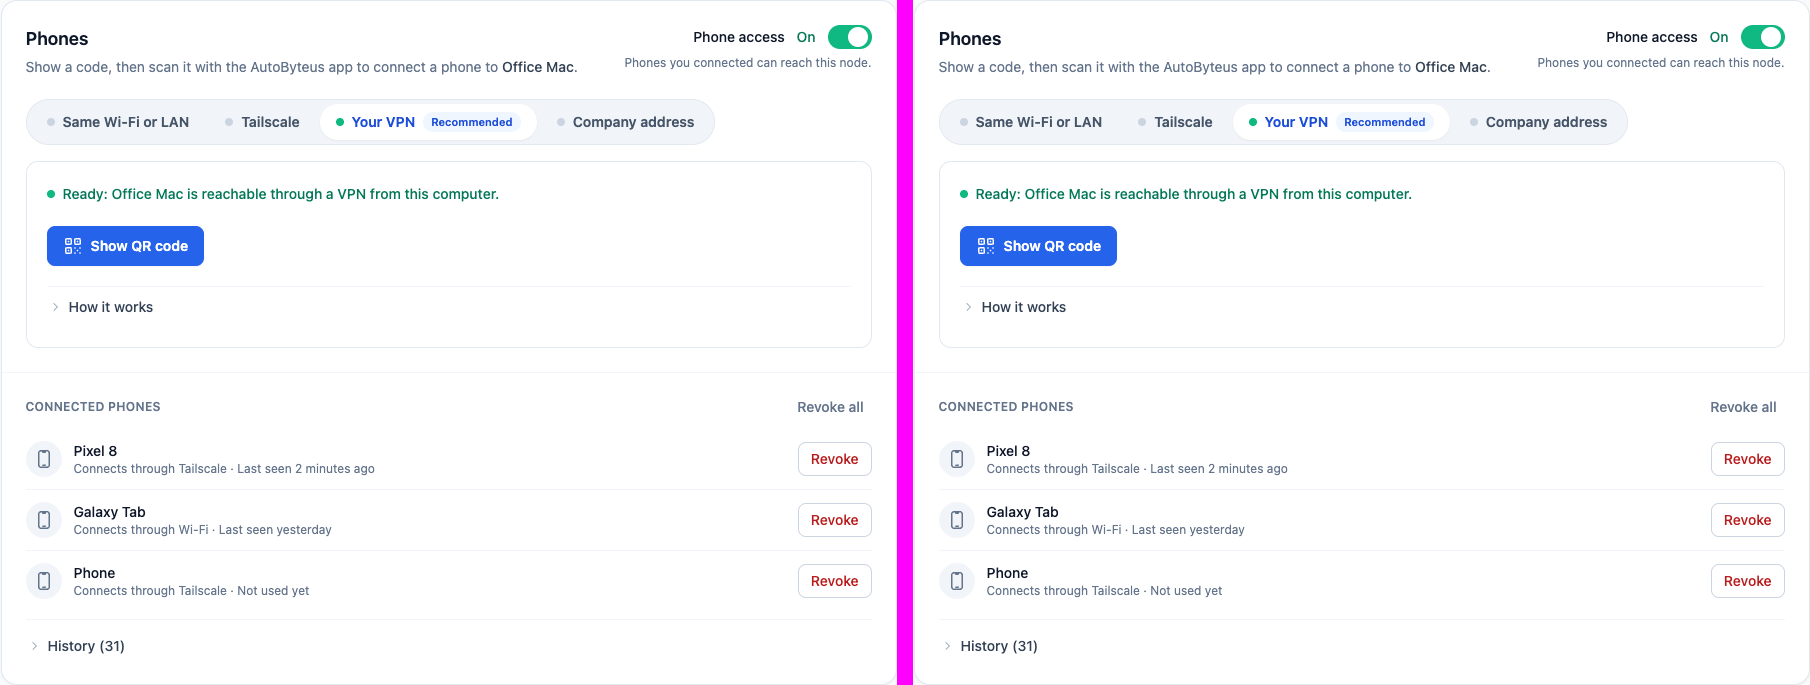 Phones
Phone access On
Show a code, then scan it with the AutoByteus app to connect a phone to Office Mac.
Phones you connected can reach this node.
Same Wi-Fi or LAN
Tailscale
Your VPN Recommended
Company address
Ready: Office Mac is reachable through a VPN from this computer.
Show QR code
How it works
CONNECTED PHONES
Revoke all
Pixel 8
Connects through Tailscale · Last seen 2 minutes ago
Revoke
Galaxy Tab
Connects through Wi-Fi · Last seen yesterday
Revoke
Phone
Connects through Tailscale · Not used yet
Revoke
History (31)
Phones
Phone access On
Show a code, then scan it with the AutoByteus app to connect a phone to Office Mac.
Phones you connected can reach this node.
Same Wi-Fi or LAN
Tailscale
Your VPN Recommended
Company address
Ready: Office Mac is reachable through a VPN from this computer.
Show QR code
How it works
CONNECTED PHONES
Revoke all
Pixel 8
Connects through Tailscale · Last seen 2 minutes ago
Revoke
Galaxy Tab
Connects through Wi-Fi · Last seen yesterday
Revoke
Phone
Connects through Tailscale · Not used yet
Revoke
History (31)